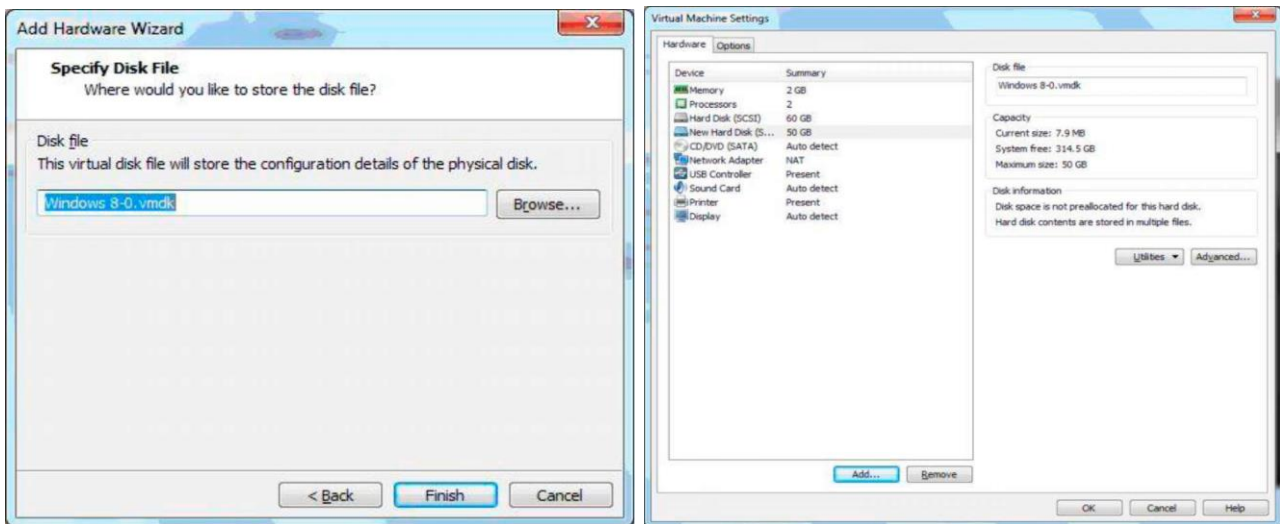 Add Hardware Wizard
Specify Disk File
Where would you like to store the disk file?
Disk file
This virtual disk file will store the configuration details of the physical disk.
Windows 8-0.vmdk
Browse...
< Back
Finish
Cancel
Virtual Machine Settings
Hardware
Options
Device Summary
Memory 2 GB
Processors 2
Hard Disk (SCSI) 60 GB
New Hard Disk (S... 50 GB
CD/DVD (SATA) Auto detect
Network Adapter NAT
USB Controller Present
Sound Card Auto detect
Printer Present
Display Auto detect
Add...
Remove
Disk file
Windows 8-0.vmdk
Capacity
Current size: 7.9 MB
System free: 314.5 GB
Maximum size: 50 GB
Disk information
Disk space is not preallocated for this hard disk.
Hard disk contents are stored in multiple files.
Utilities
Advanced...
OK
Cancel
Help